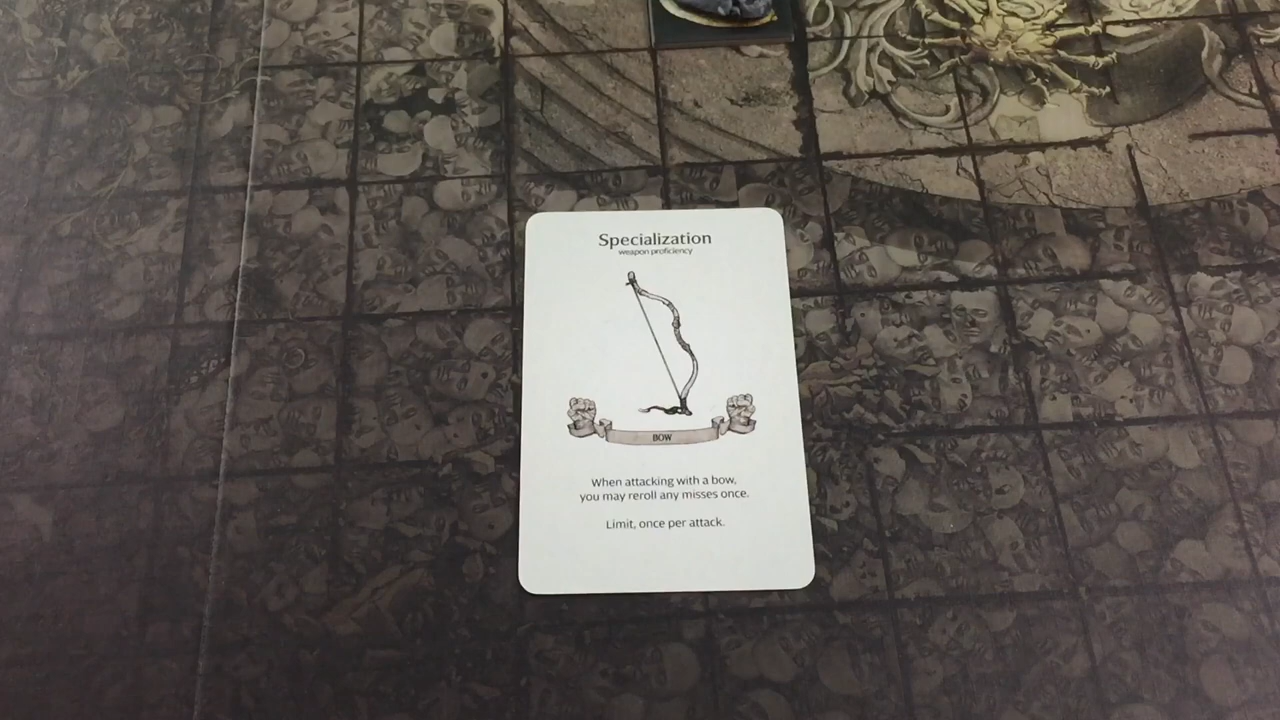 Specialization
weapon proficiency
BOW
When attacking with a bow,
you may reroll any misses once.
Limit, once per attack.